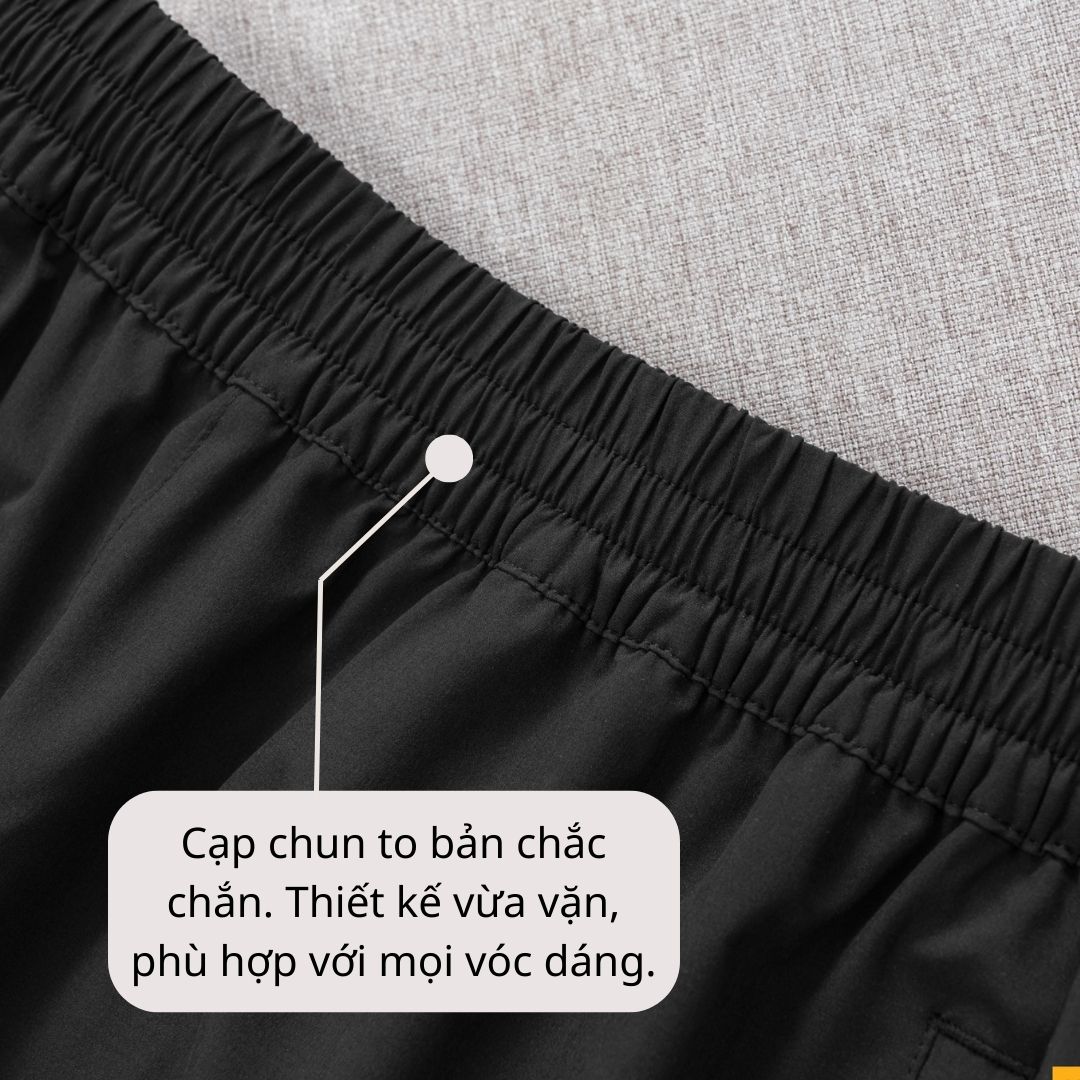 Cạp chun to bản chắc
chắn. Thiết kế vừa vặn,
phù hợp với mọi vóc dáng.